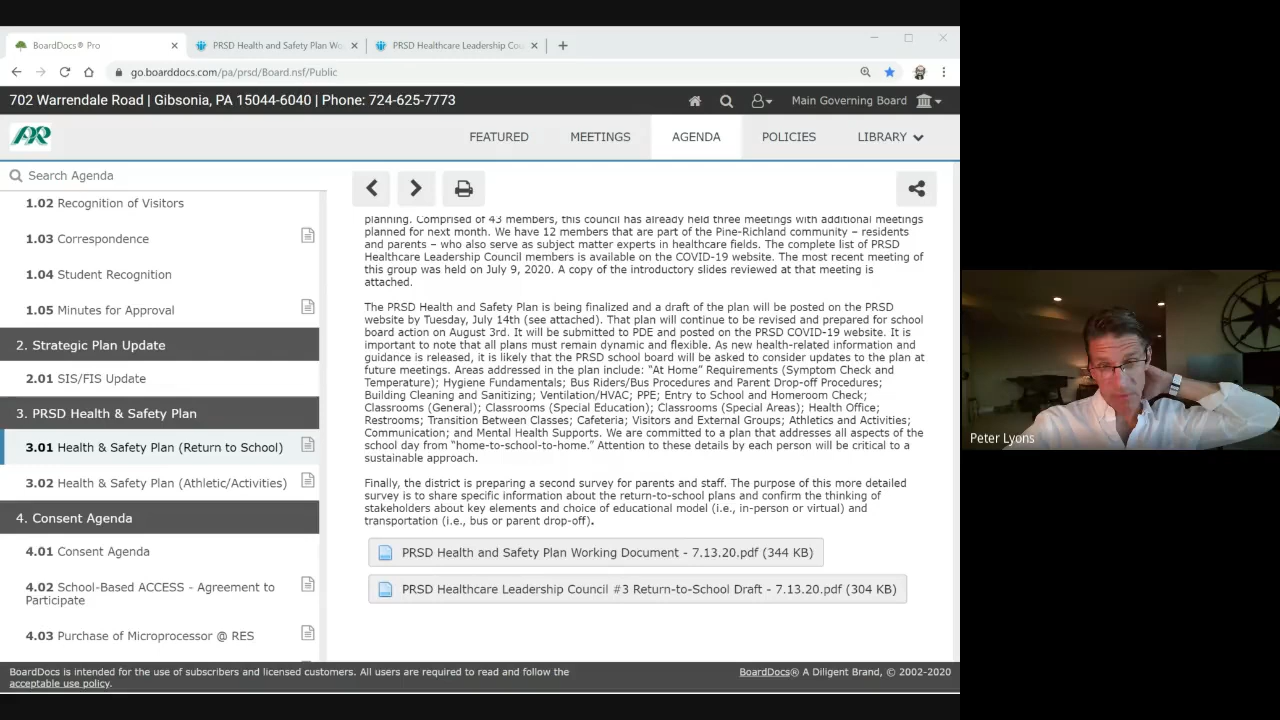 BoardDocs® Pro
PRSD Health and Safety Plan Wo
PRSD Healthcare Leadership Cou
go.boarddocs.com/pa/prsd/Board.nsf/Public
702 Warrendale Road | Gibsonia, PA 15044-6040 | Phone: 724-625-7773
Main Governing Board
PR
FEATURED
MEETINGS
AGENDA
POLICIES
LIBRARY
Search Agenda
1.02 Recognition of Visitors
1.03 Correspondence
1.04 Student Recognition
1.05 Minutes for Approval
2. Strategic Plan Update
2.01 SIS/FIS Update
3. PRSD Health & Safety Plan
3.01 Health & Safety Plan (Return to School)
3.02 Health & Safety Plan (Athletic/Activities)
4. Consent Agenda
4.01 Consent Agenda
4.02 School-Based ACCESS - Agreement to
Participate
4.03 Purchase of Microprocessor @ RES
planning. Comprised of 43 members, this council has already held three meetings with additional meetings
planned for next month. We have 12 members that are part of the Pine-Richland community – residents
and parents – who also serve as subject matter experts in healthcare fields. The complete list of PRSD
Healthcare Leadership Council members is available on the COVID-19 website. The most recent meeting of
this group was held on July 9, 2020. A copy of the introductory slides reviewed at that meeting is
attached.
The PRSD Health and Safety Plan is being finalized and a draft of the plan will be posted on the PRSD
website by Tuesday, July 14th (see attached). That plan will continue to be revised and prepared for school
board action on August 3rd. It will be submitted to PDE and posted on the PRSD COVID-19 website. It is
important to note that all plans must remain dynamic and flexible. As new health-related information and
guidance is released, it is likely that the PRSD school board will be asked to consider updates to the plan at
future meetings. Areas addressed in the plan include: “At Home” Requirements (Symptom Check and
Temperature); Hygiene Fundamentals; Bus Riders/Bus Procedures and Parent Drop-off Procedures;
Building Cleaning and Sanitizing; Ventilation/HVAC; PPE; Entry to School and Homeroom Check;
Classrooms (General); Classrooms (Special Education); Classrooms (Special Areas); Health Office;
Restrooms; Transition Between Classes; Cafeteria; Visitors and External Groups; Athletics and Activities;
Communication; and Mental Health Supports. We are committed to a plan that addresses all aspects of the
school day from “home-to-school-to-home.” Attention to these details by each person will be critical to a
sustainable approach.
Finally, the district is preparing a second survey for parents and staff. The purpose of this more detailed
survey is to share specific information about the return-to-school plans and confirm the thinking of
stakeholders about key elements and choice of educational model (i.e., in-person or virtual) and
transportation (i.e., bus or parent drop-off).
PRSD Health and Safety Plan Working Document - 7.13.20.pdf (344 KB)
PRSD Healthcare Leadership Council #3 Return-to-School Draft - 7.13.20.pdf (304 KB)
Peter Lyons
BoardDocs is intended for the use of subscribers and licensed customers. All users are required to read and follow the
acceptable use policy.
BoardDocs® A Diligent Brand, © 2002-2020